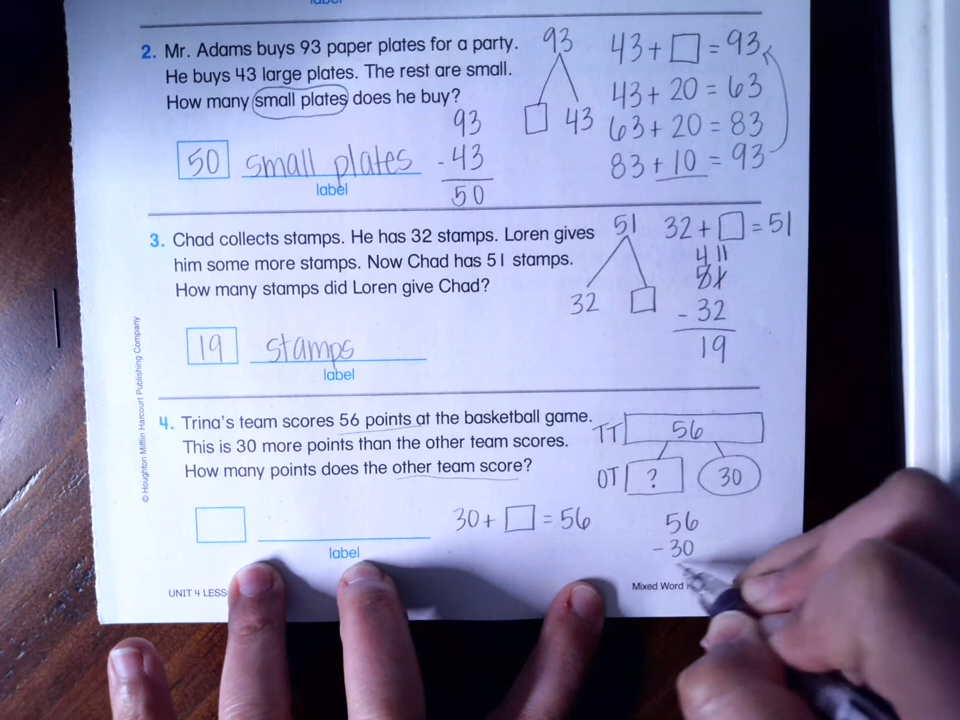 label
2. Mr. Adams buys 93 paper plates for a party.
He buys 43 large plates. The rest are small.
How many small plates does he buy?
50 small plates
label
93
- 43
50
93
□ 43
43 + □ = 93
43 + 20 = 63
63 + 20 = 83
83 + 10 = 93
3. Chad collects stamps. He has 32 stamps. Loren gives
him some more stamps. Now Chad has 51 stamps.
How many stamps did Loren give Chad?
19 stamps
label
51
32 □
32 + □ = 51
4 11
51
- 32
19
© Houghton Mifflin Harcourt Publishing Company
4. Trina's team scores 56 points at the basketball game.
This is 30 more points than the other team scores.
How many points does the other team score?
label
TT 56
OT ? 30
30 + □ = 56
56
- 30
UNIT 4 LESS
Mixed Word